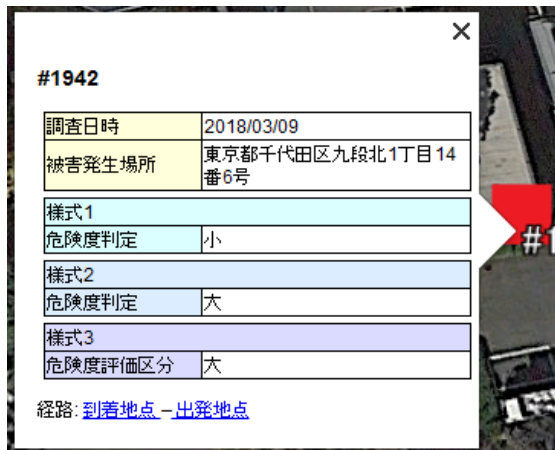 #1942
調査日時 2018/03/09
被害発生場所 東京都千代田区九段北1丁目14
番6号
様式1
危険度判定 小
様式2
危険度判定 大
様式3
危険度評価区分 大
経路: 到着地点 – 出発地点
#1